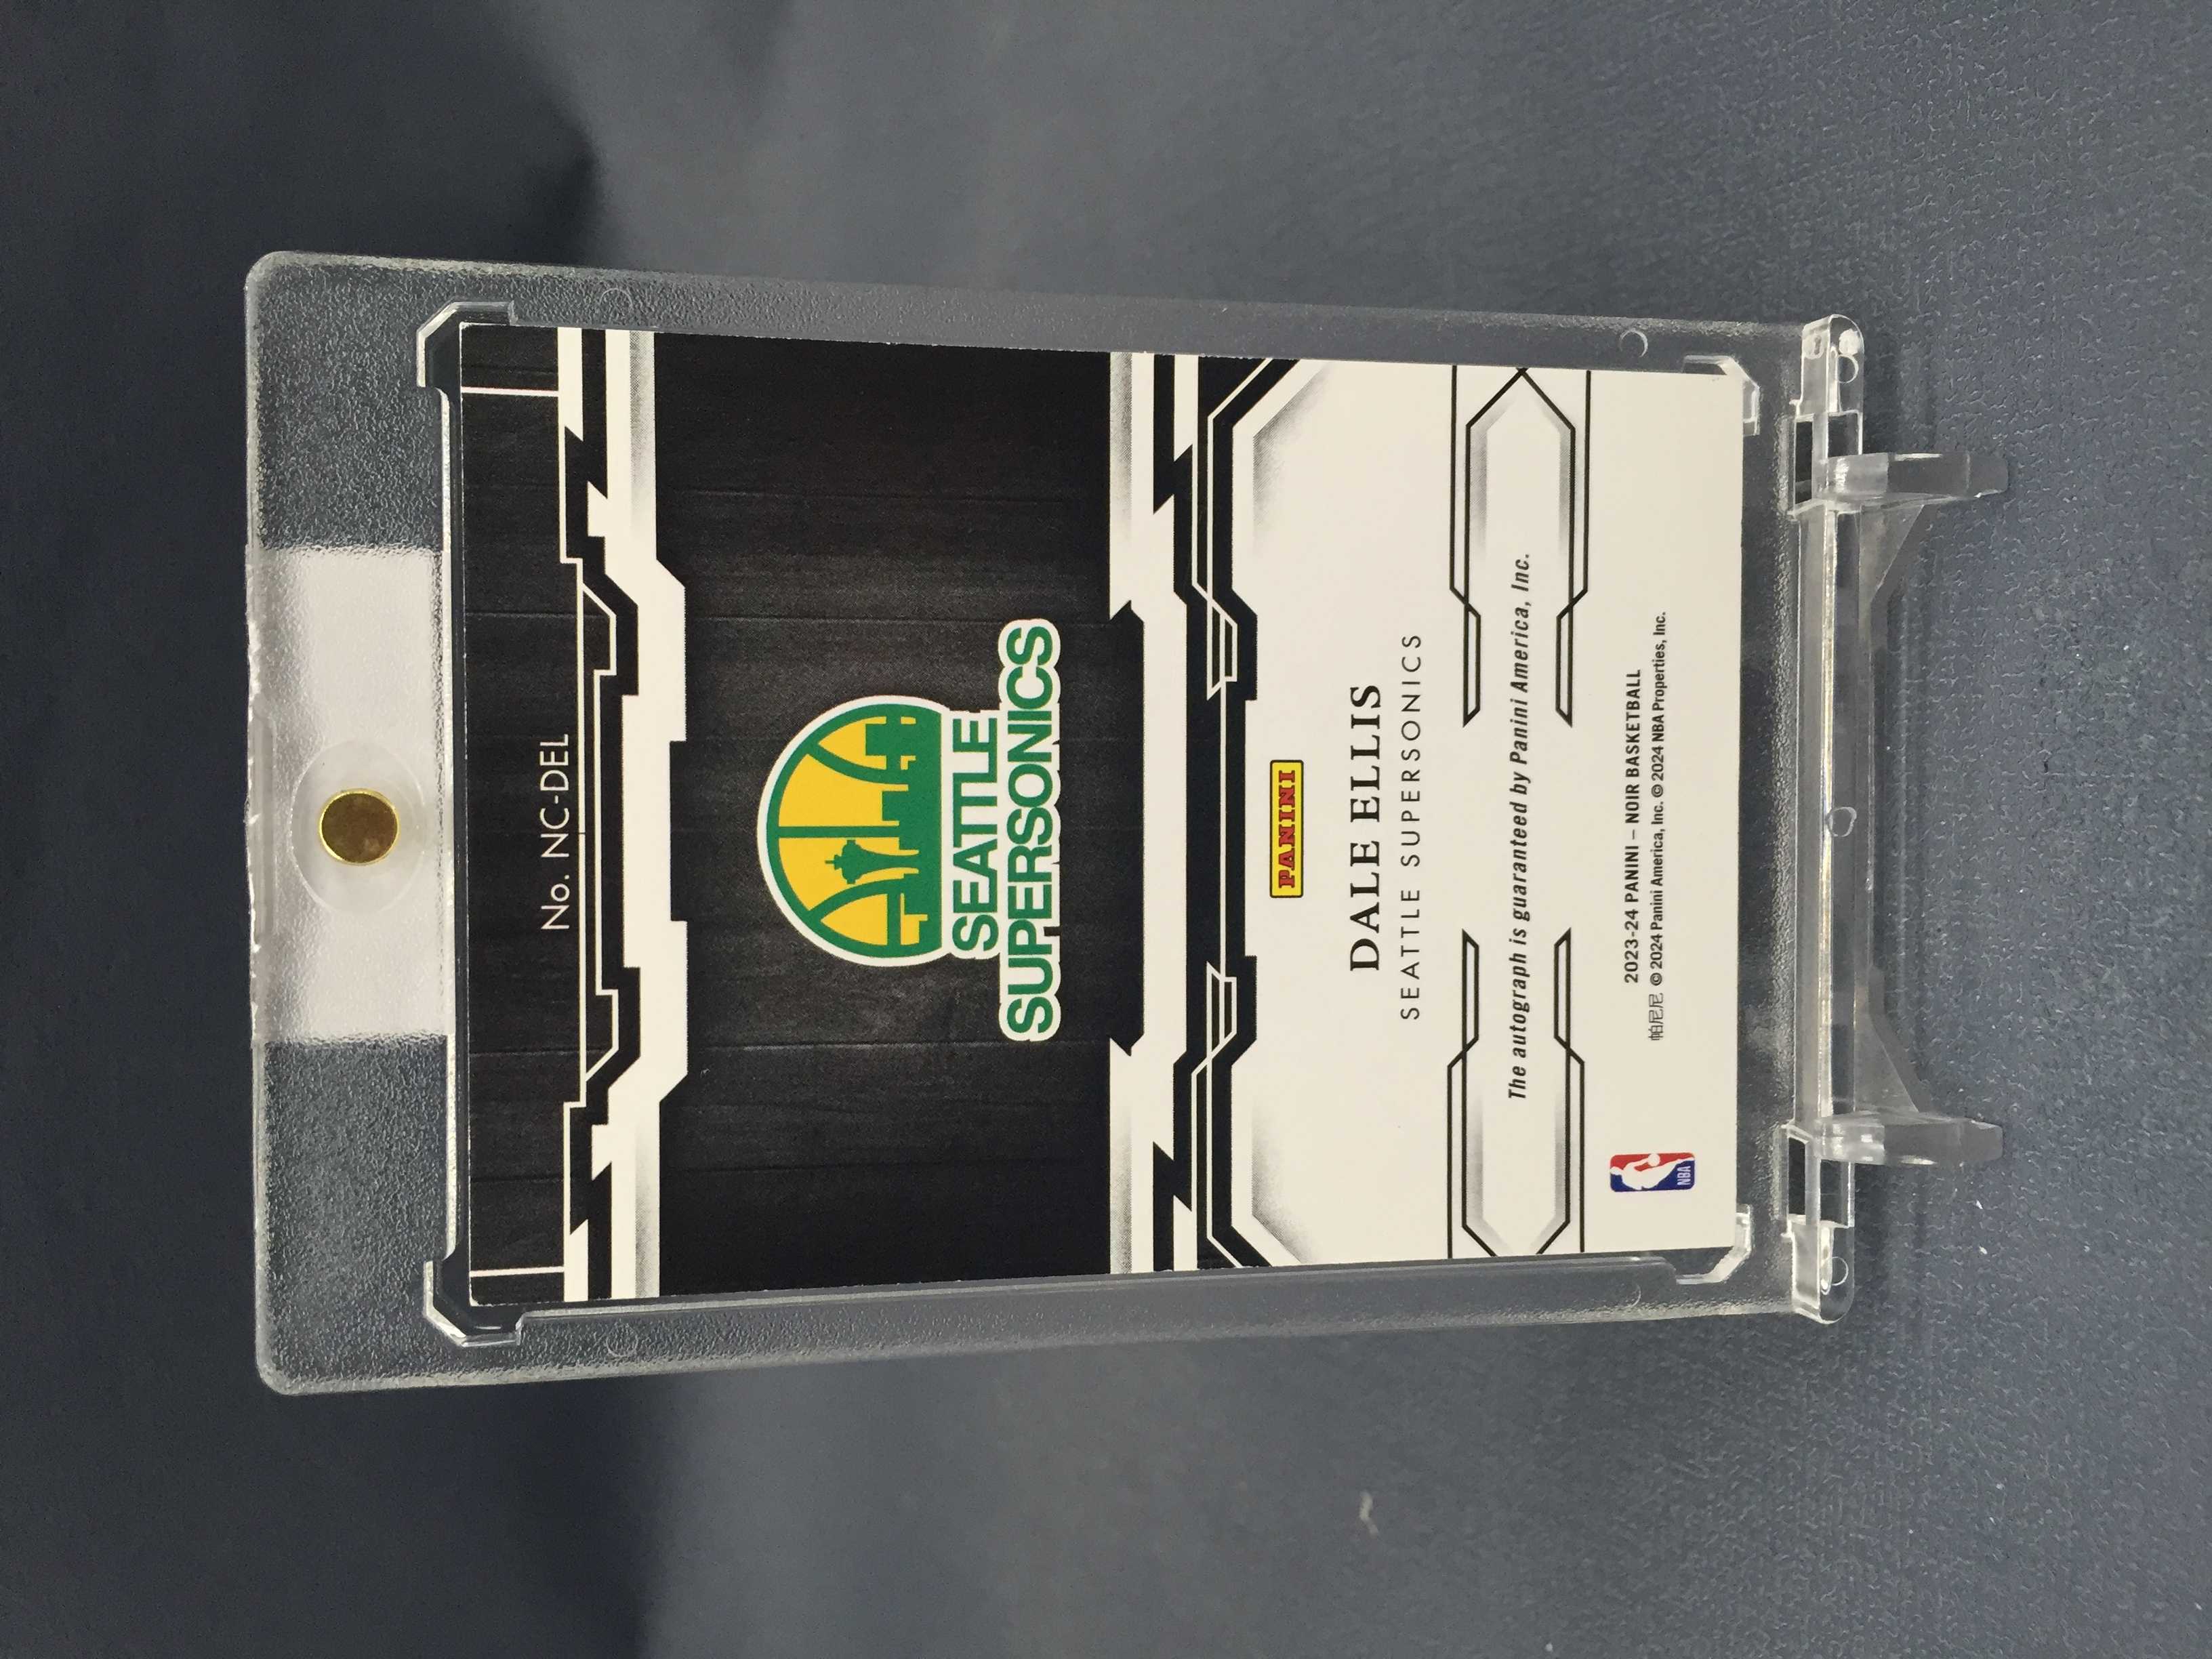 No. NC-DEL
SEATTLE
SUPERSONICS
PANINI
DALE ELLIS
SEATTLE SUPERSONICS
The autograph is guaranteed by Panini America, Inc.
2023-24 PANINI – NOIR BASKETBALL
帕尼尼 © 2024 Panini America, Inc. © 2024 NBA Properties, Inc.
NBA